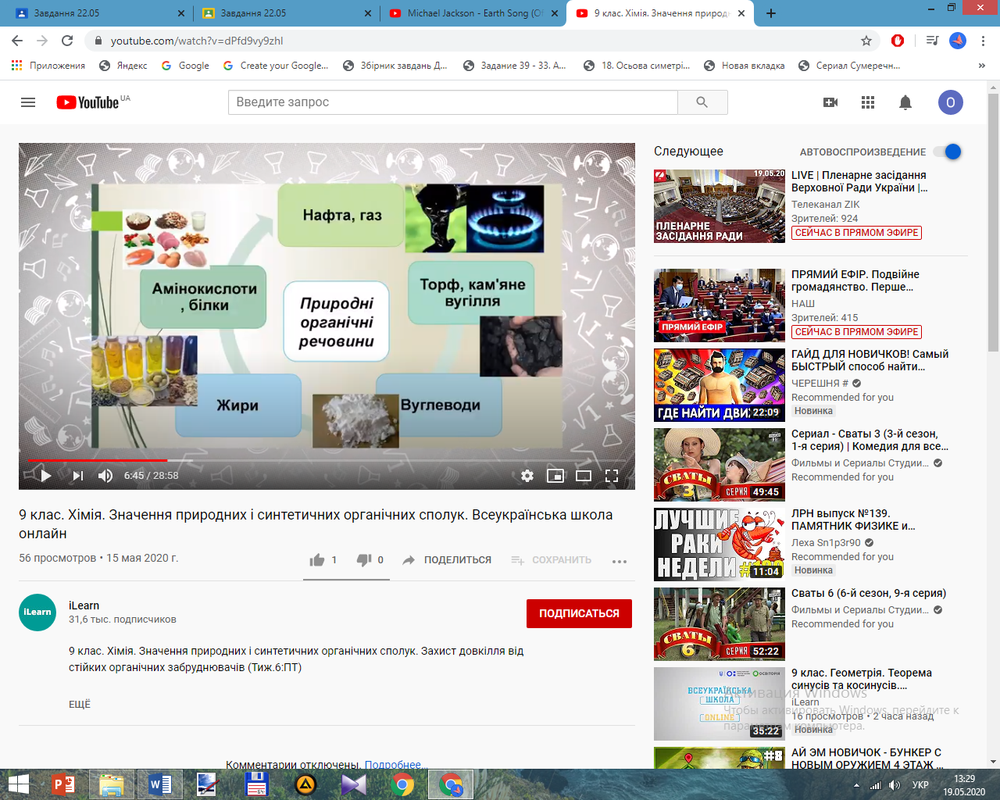 Завдання 22.05
Завдання 22.05
Michael Jackson - Earth Song (Of
9 клас. Хімія. Значення природн
youtube.com/watch?v=dPfd9vy9zhI
Приложения
Яндекс
Google
Create your Google...
Збірник завдань Д...
Задание 39 - 33. А...
18. Осьова симетрі...
Новая вкладка
Сериал Сумеречн...
»
YouTube UA
Введите запрос
O
Нафта, газ
Амінокислоти
, білки
Природні
органічні
речовини
Торф, кам'яне
вугілля
Жири
Вуглеводи
6:45 / 28:58
9 клас. Хімія. Значення природних і синтетичних органічних сполук. Всеукраїнська школа
онлайн
56 просмотров • 15 мая 2020 г.
1
0
ПОДЕЛИТЬСЯ
СОХРАНИТЬ
iLearn
iLearn
31,6 тыс. подписчиков
ПОДПИСАТЬСЯ
9 клас. Хімія. Значення природних і синтетичних органічних сполук. Захист довкілля від
стійких органічних забруднювачів (Тиж.6:ПТ)
ЕЩЁ
Комментарии отключены. Подробнее...
Следующее
АВТОВОСПРОИЗВЕДЕНИЕ
19.05.20
ПЛЕНАРНЕ
ЗАСІДАННЯ РАДИ
LIVE | Пленарне засідання
Верховної Ради України |...
Телеканал ZIK
Зрителей: 924
СЕЙЧАС В ПРЯМОМ ЭФИРЕ
ПРЯМИЙ ЕФІР
ПРЯМИЙ ЕФІР. Подвійне
громадянство. Перше...
НАШ
Зрителей: 415
СЕЙЧАС В ПРЯМОМ ЭФИРЕ
ГДЕ НАЙТИ ДВИ
22:09
ГАЙД ДЛЯ НОВИЧКОВ! Самый
БЫСТРЫЙ способ найти...
ЧЕРЕШНЯ #
Recommended for you
Новинка
СВАТЫ
3
СЕРИЯ
49:45
Сериал - Сваты 3 (3-й сезон,
1-я серия) | Комедия для все...
Фильмы и Сериалы Студии...
Recommended for you
ЛУЧШИЕ
РАКИ
НЕДЕЛИ
11:04
ЛРН выпуск №139.
ПАМЯТНИК ФИЗИКЕ и...
Леха Sn1p3r90
Recommended for you
Новинка
СВАТЫ
6
СЕРИЯ
52:22
Сваты 6 (6-й сезон, 9-я серия)
Фильмы и Сериалы Студии...
Recommended for you
ОСВІТОРІЯ
ВСЕУКРАЇНСЬКА
ШКОЛА
ONLINE
35:22
9 клас. Геометрія. Теорема
синусів та косинусів....
iLearn
16 просмотров • 2 часа назад
Новинка
Активация Windows
Чтобы активировать Windows, перейдите к
параметрам компьютера.
#8
АЙ ЭМ НОВИЧОК - БУНКЕР С
НОВЫМ ОРУЖИЕМ 4 ЭТАЖ ...
УКР
13:29
19.05.2020